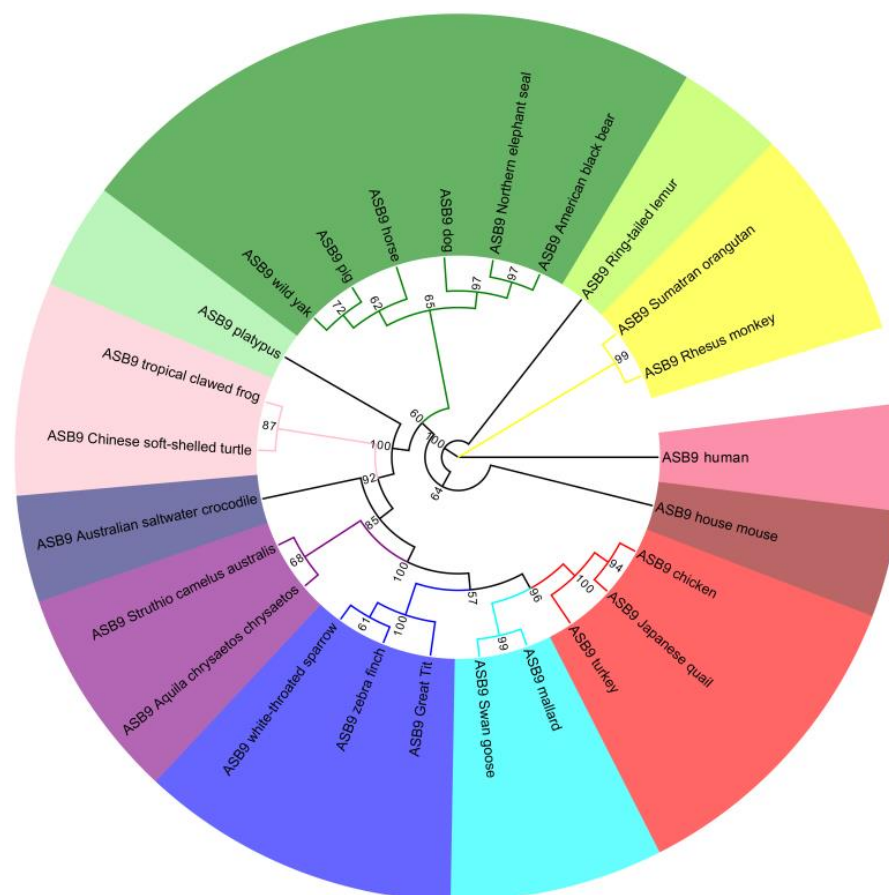 ASB9 Northern elephant seal
ASB9 American black bear
ASB9 dog
ASB9 horse
ASB9 pig
ASB9 wild yak
ASB9 Ring-tailed lemur
ASB9 Sumatran orangutan
ASB9 Rhesus monkey
ASB9 platypus
ASB9 tropical clawed frog
ASB9 Chinese soft-shelled turtle
ASB9 human
ASB9 Australian saltwater crocodile
ASB9 house mouse
ASB9 Struthio camelus australis
ASB9 chicken
ASB9 Aquila chrysaetos chrysaetos
ASB9 Japanese quail
ASB9 white-throated sparrow
ASB9 turkey
ASB9 zebra finch
ASB9 Great Tit
ASB9 Swan goose
ASB9 mallard
97
97
65
62
72
99
60
100
100
87
92
64
85
100
68
57
96
94
100
61
100
99